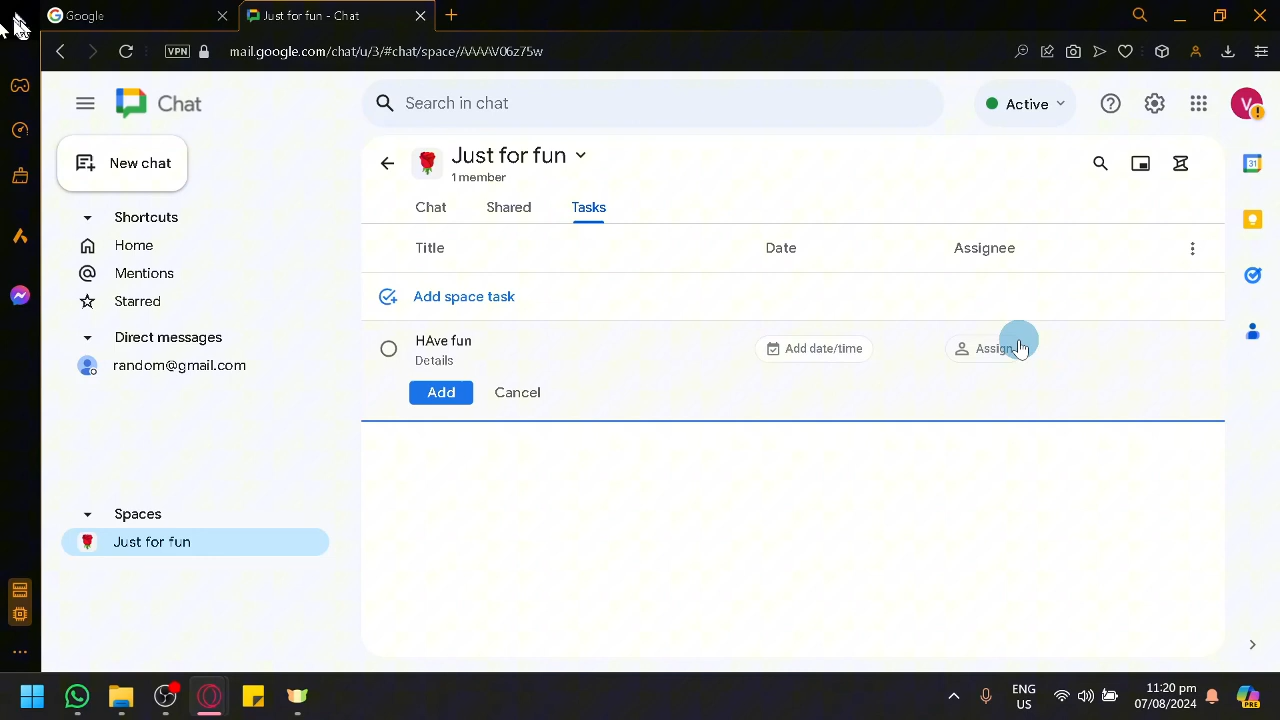 Google
Just for fun - Chat
VPN
mail.google.com/chat/u/3/#chat/space/
Chat
Search in chat
Active
V
New chat
Shortcuts
Home
Mentions
Starred
Direct messages
random@gmail.com
Spaces
Just for fun
Just for fun
1 member
Chat
Shared
Tasks
Title
Date
Assignee
Add space task
HAve fun
Details
Add date/time
Add
Cancel
31
ENG
US
11:20 pm
07/08/2024
PRE